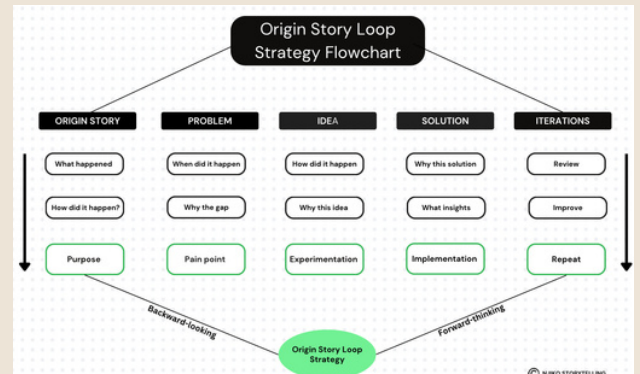 Origin Story Loop
Strategy Flowchart
ORIGIN STORY
PROBLEM
IDEA
SOLUTION
ITERATIONS
What happened
When did it happen
How did it happen
Why this solution
Review
How did it happen?
Why the gap
Why this idea
What insights
Improve
Purpose
Pain point
Experimentation
Implementation
Repeat
Backward-looking
Forward-thinking
Origin Story Loop
Strategy